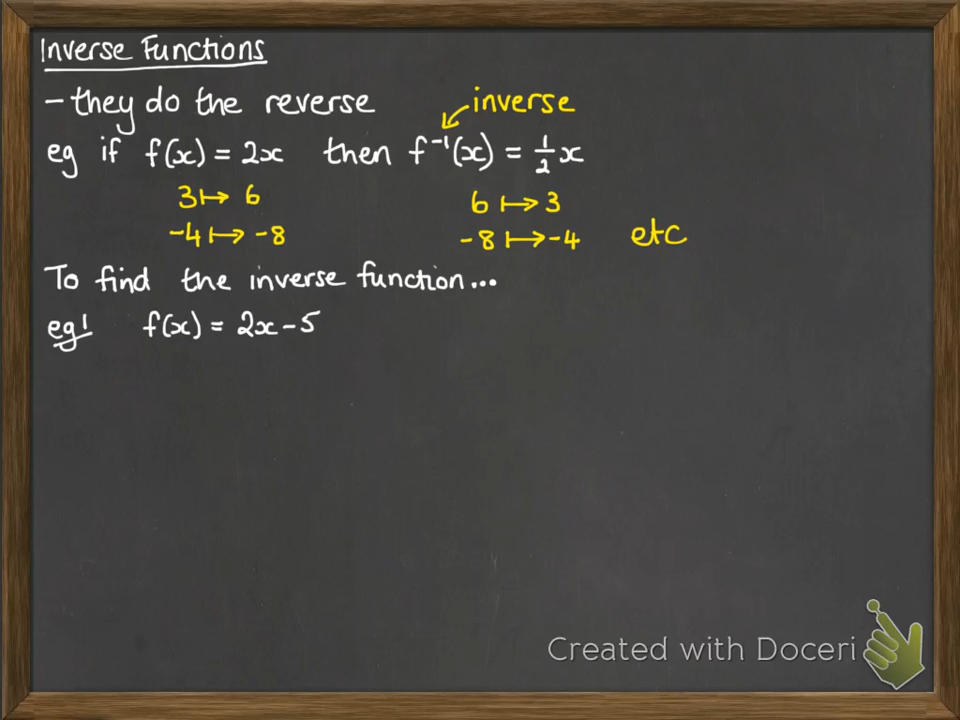 Inverse Functions
- they do the reverse inverse
eg if f(x) = 2x then f⁻¹(x) = ½x
3 ↦ 6 6 ↦ 3
-4 ↦ -8 -8 ↦ -4 etc
To find the inverse function...
eg1 f(x) = 2x - 5
Created with Doceri